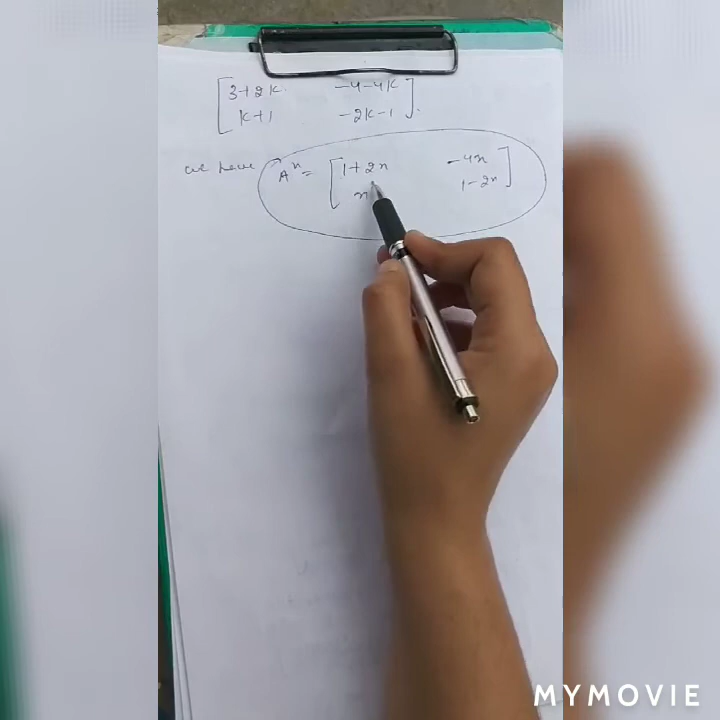 [3+2k -4-4k]
[k+1 -2k-1].
we have A^n = [1+2n -4n]
[n 1-2n]
MYMOVIE